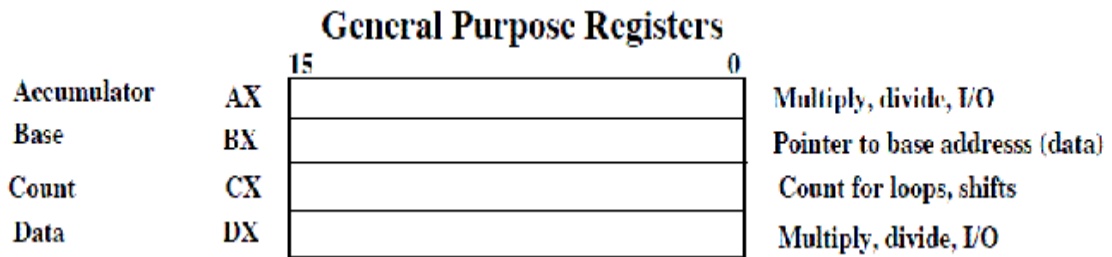 General Purpose Registers
15 0
Accumulator AX Multiply, divide, I/O
Base BX Pointer to base addresss (data)
Count CX Count for loops, shifts
Data DX Multiply, divide, I/O